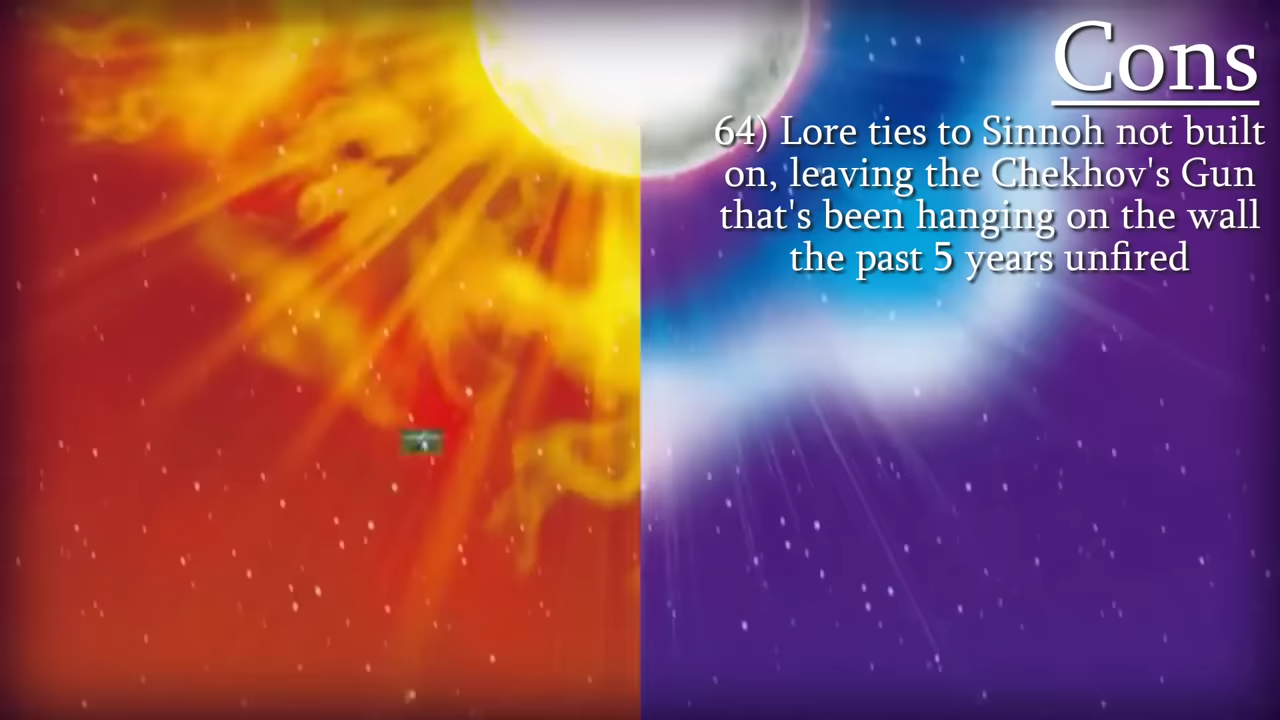 Cons
64) Lore ties to Sinnoh not built
on, leaving the Chekhov's Gun
that's been hanging on the wall
the past 5 years unfired